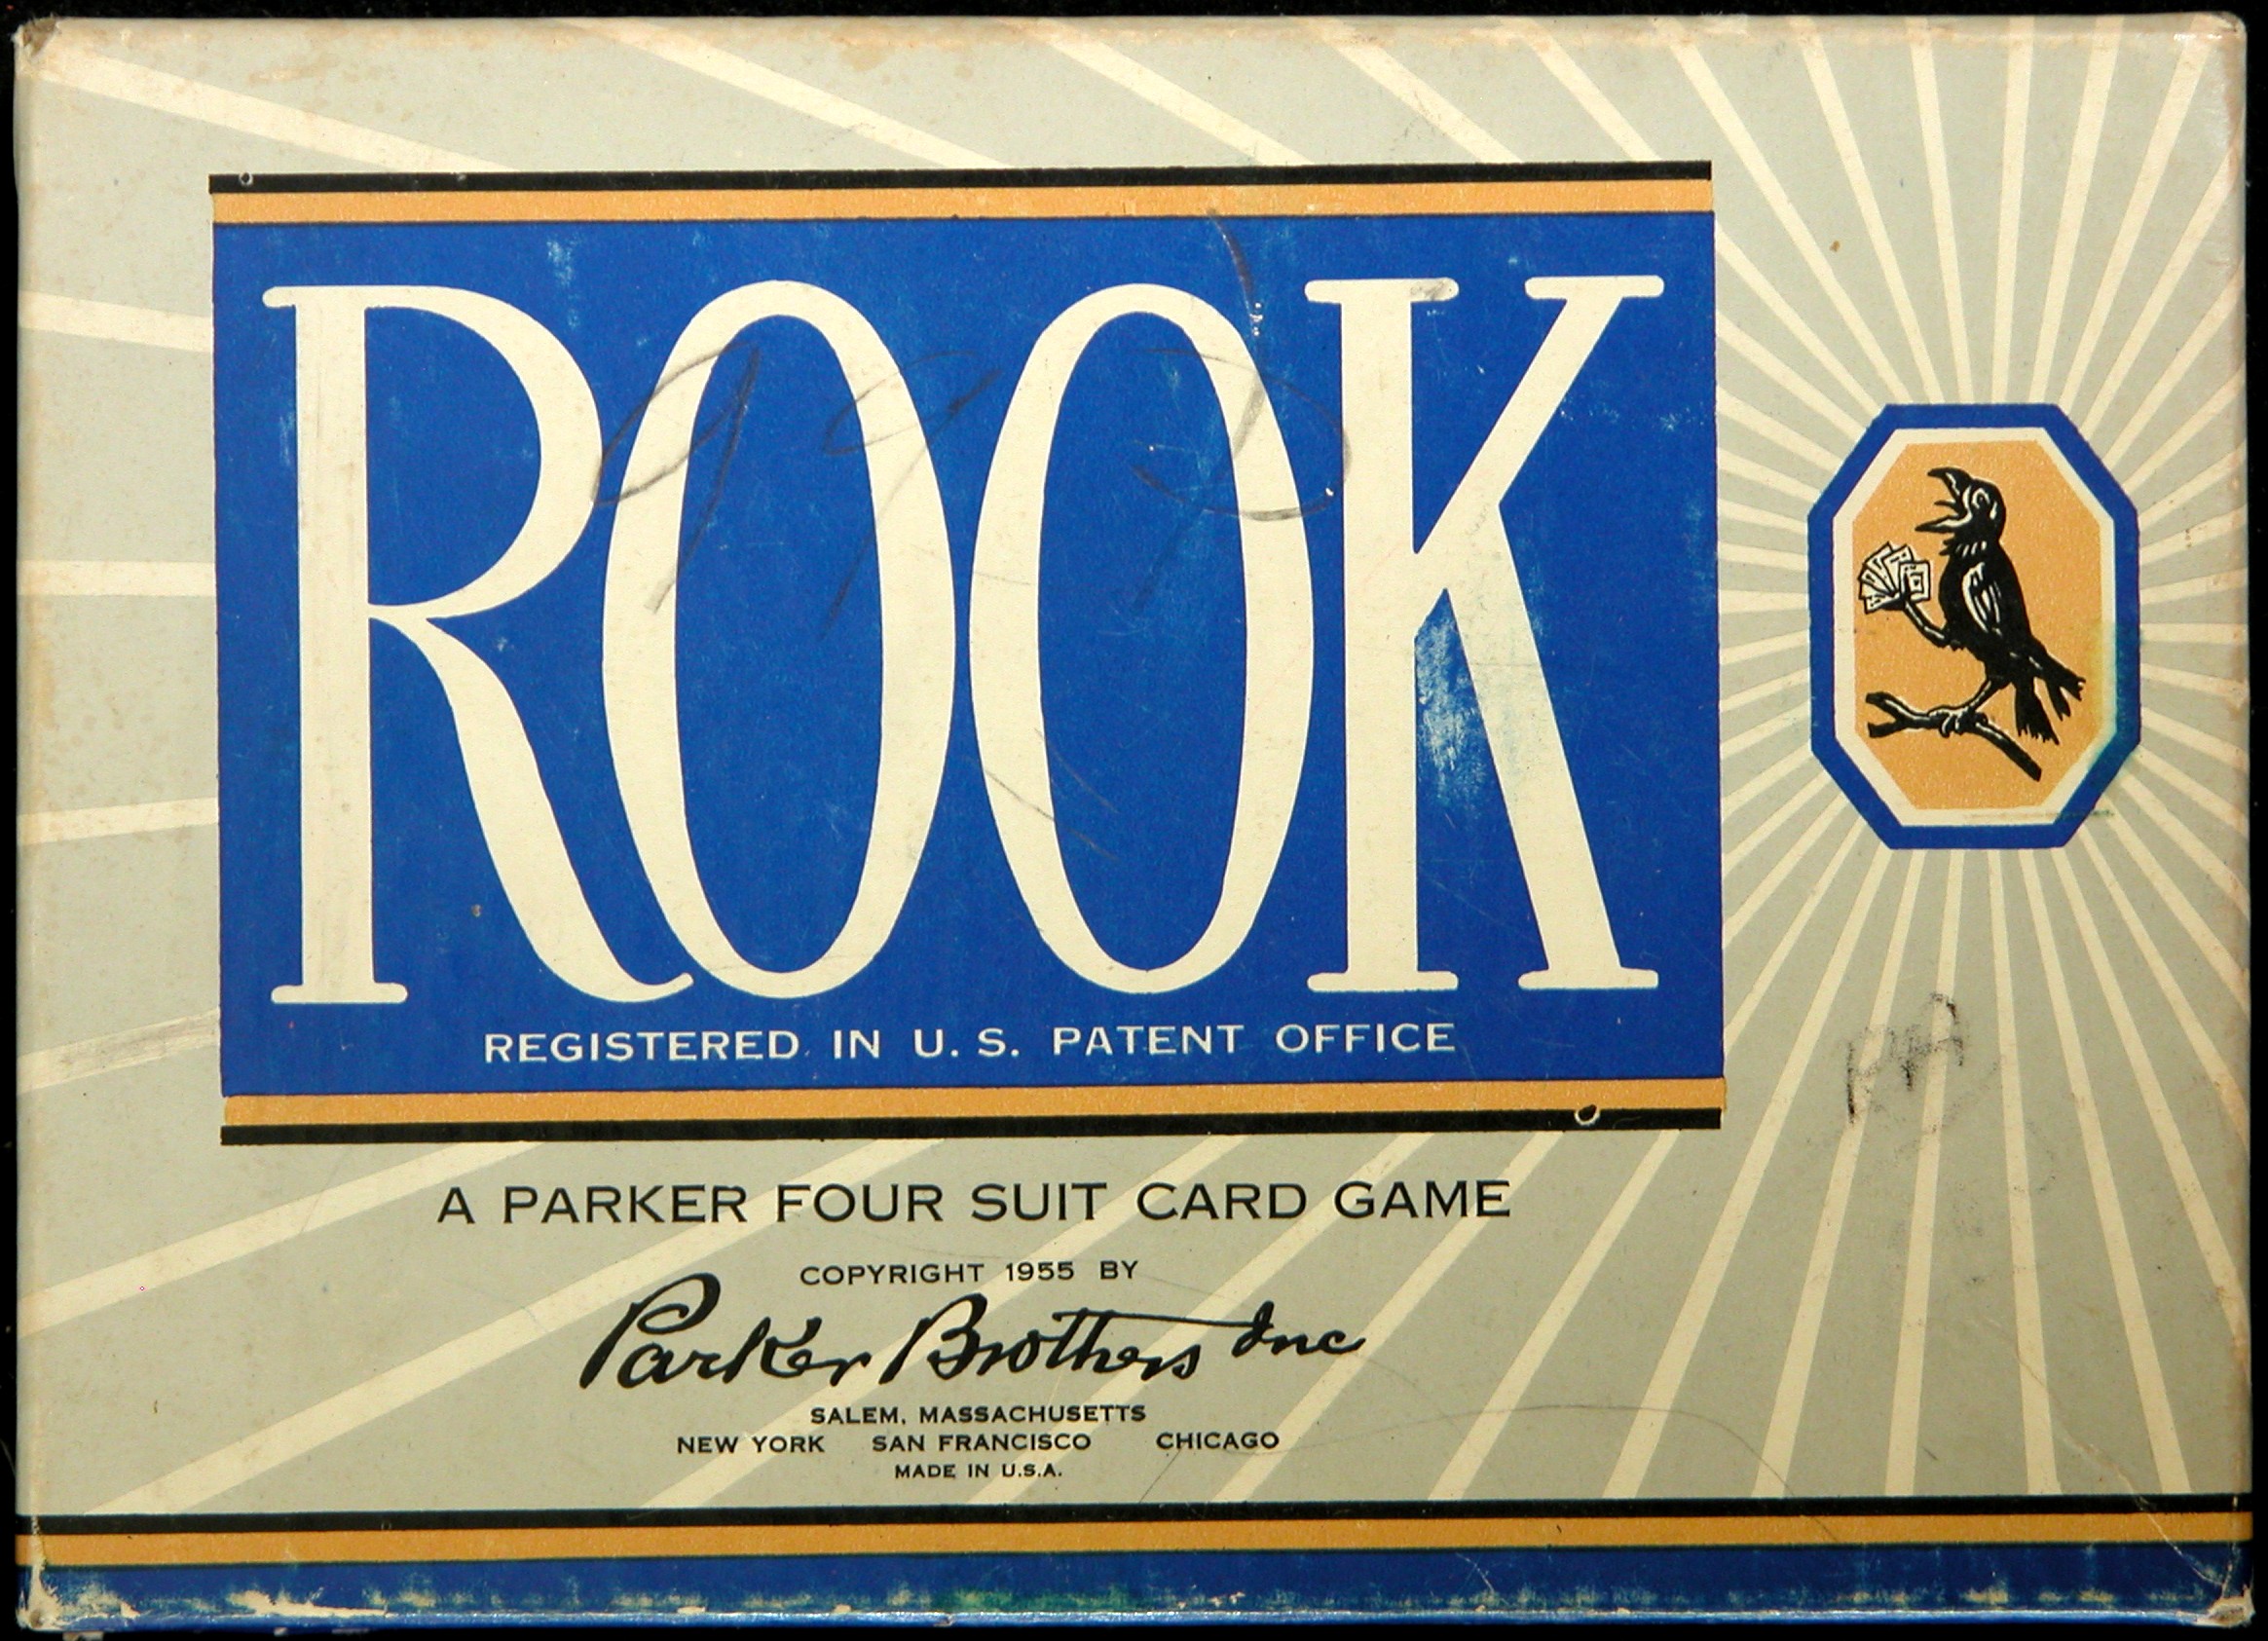 ROOK
REGISTERED IN U. S. PATENT OFFICE
A PARKER FOUR SUIT CARD GAME
COPYRIGHT 1955 BY
Parker Brothers Inc
SALEM, MASSACHUSETTS
NEW YORK SAN FRANCISCO CHICAGO
MADE IN U.S.A.